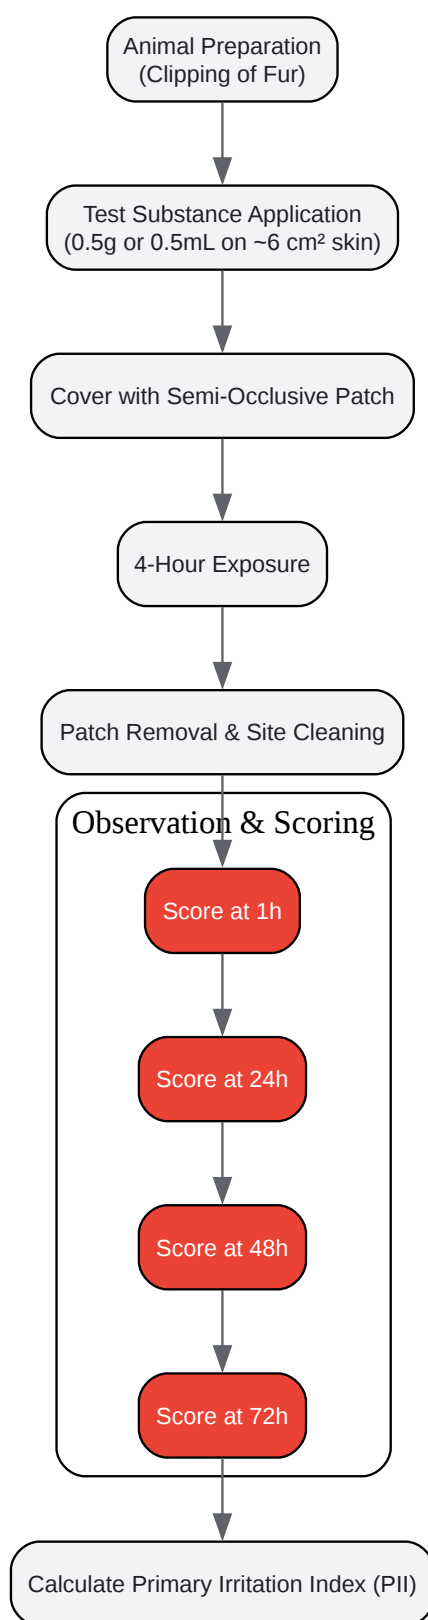 Animal Preparation
(Clipping of Fur)
Test Substance Application
(0.5g or 0.5mL on ~6 cm² skin)
Cover with Semi-Occlusive Patch
4-Hour Exposure
Patch Removal & Site Cleaning
Observation & Scoring
Score at 1h
Score at 24h
Score at 48h
Score at 72h
Calculate Primary Irritation Index (PII)